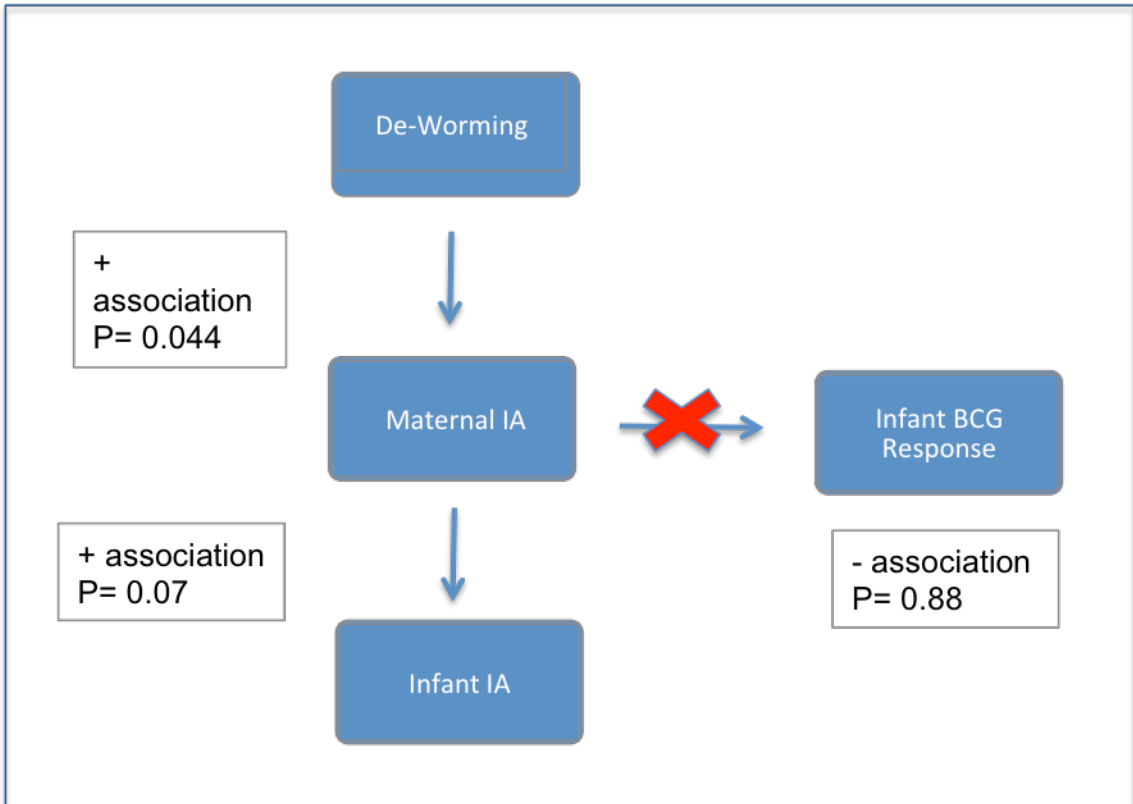 De-Worming
+
association
P= 0.044
Maternal IA
Infant BCG
Response
+ association
P= 0.07
- association
P= 0.88
Infant IA